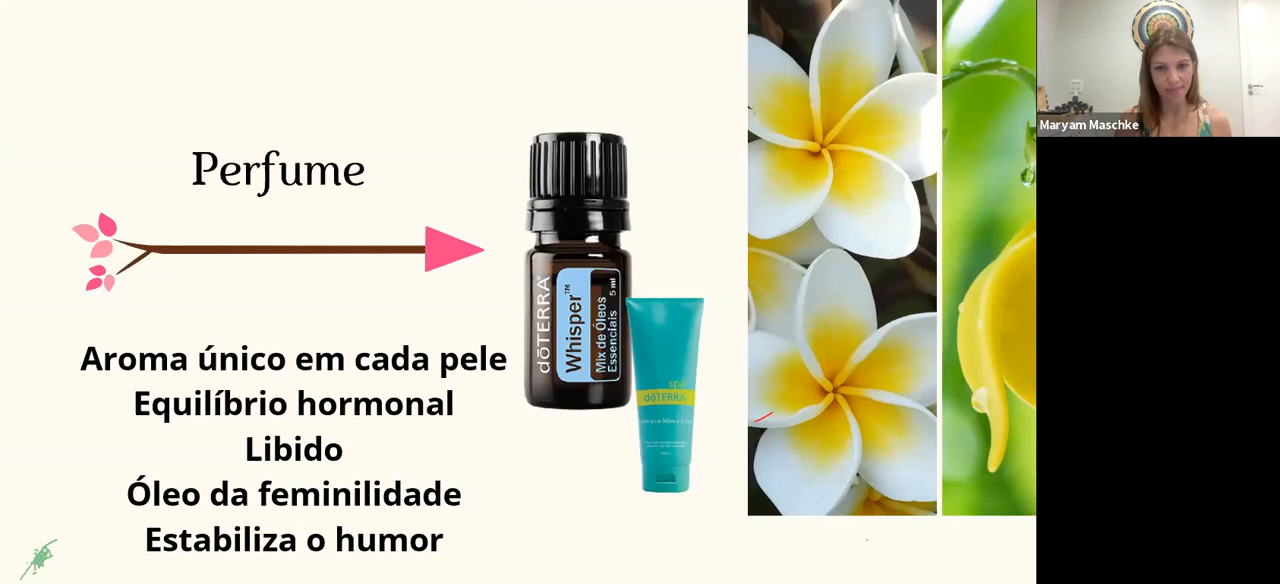 Perfume
Aroma único em cada pele
Equilíbrio hormonal
Libido
Óleo da feminilidade
Estabiliza o humor
dōTERRA™
Whisper™
Mix de Óleos
Essenciais 5 ml
spa
dōTERRA
Maryam Maschke